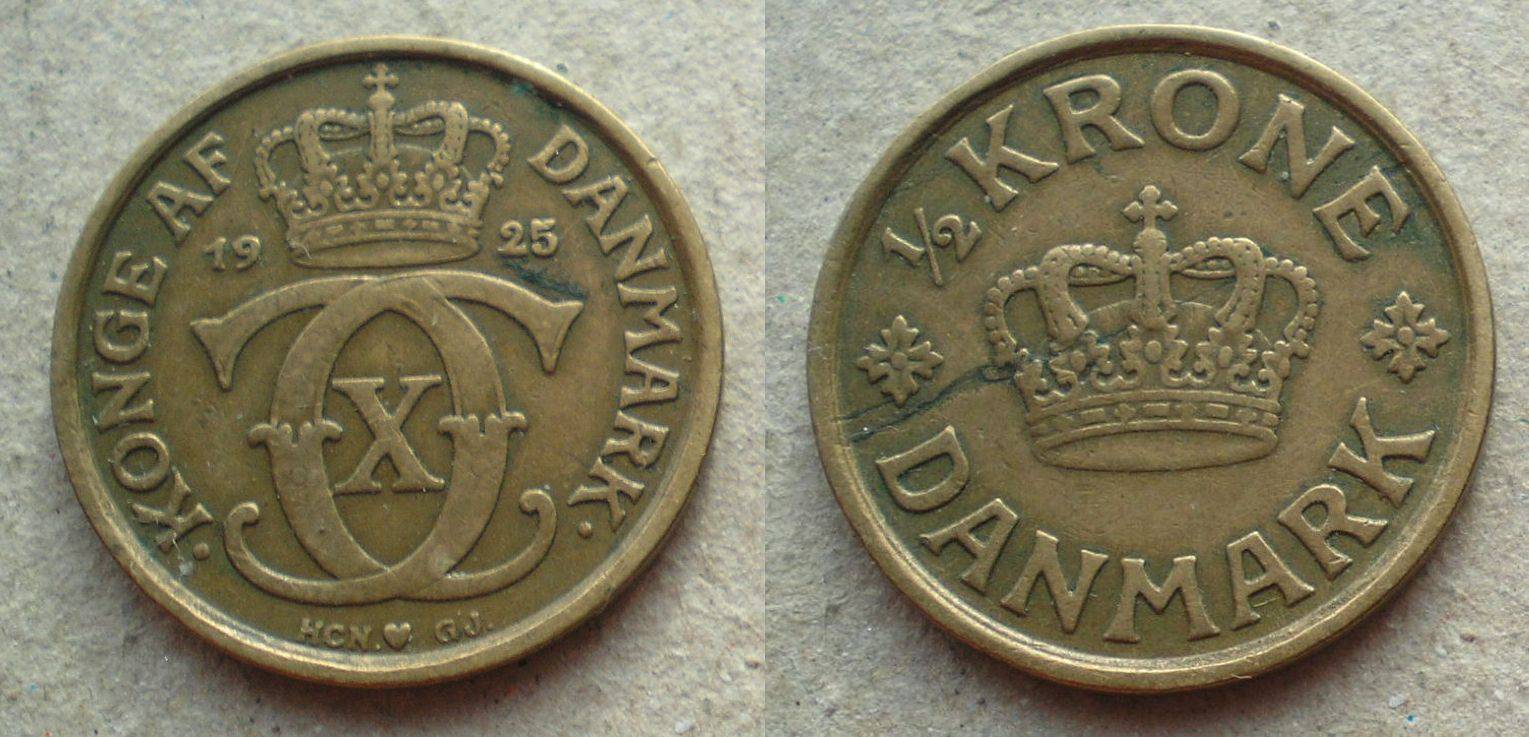 · KONGE AF DANMARK ·
19 25
X
HCN. ♥ GJ.
1/2 KRONE
DANMARK